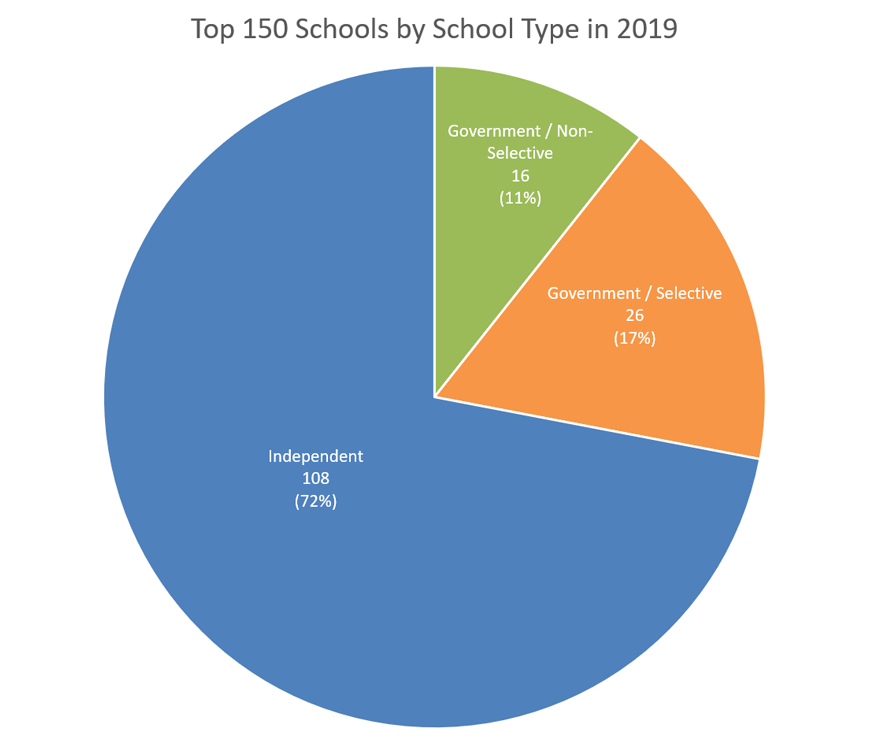 Top 150 Schools by School Type in 2019
Government / Non-
Selective
16
(11%)
Government / Selective
26
(17%)
Independent
108
(72%)